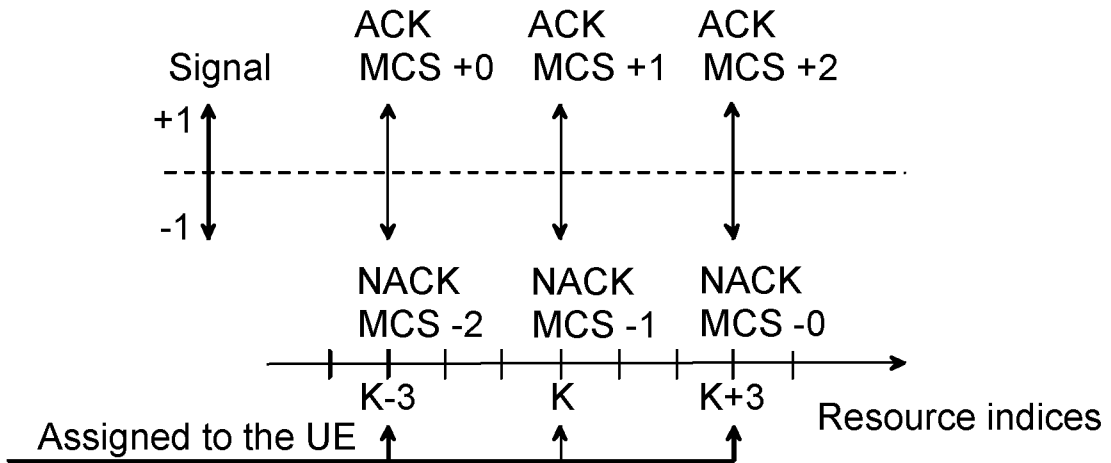 ACK ACK ACK
Signal MCS +0 MCS +1 MCS +2
+1
-1
NACK NACK NACK
MCS -2 MCS -1 MCS -0
K-3 K K+3
Resource indices
Assigned to the UE